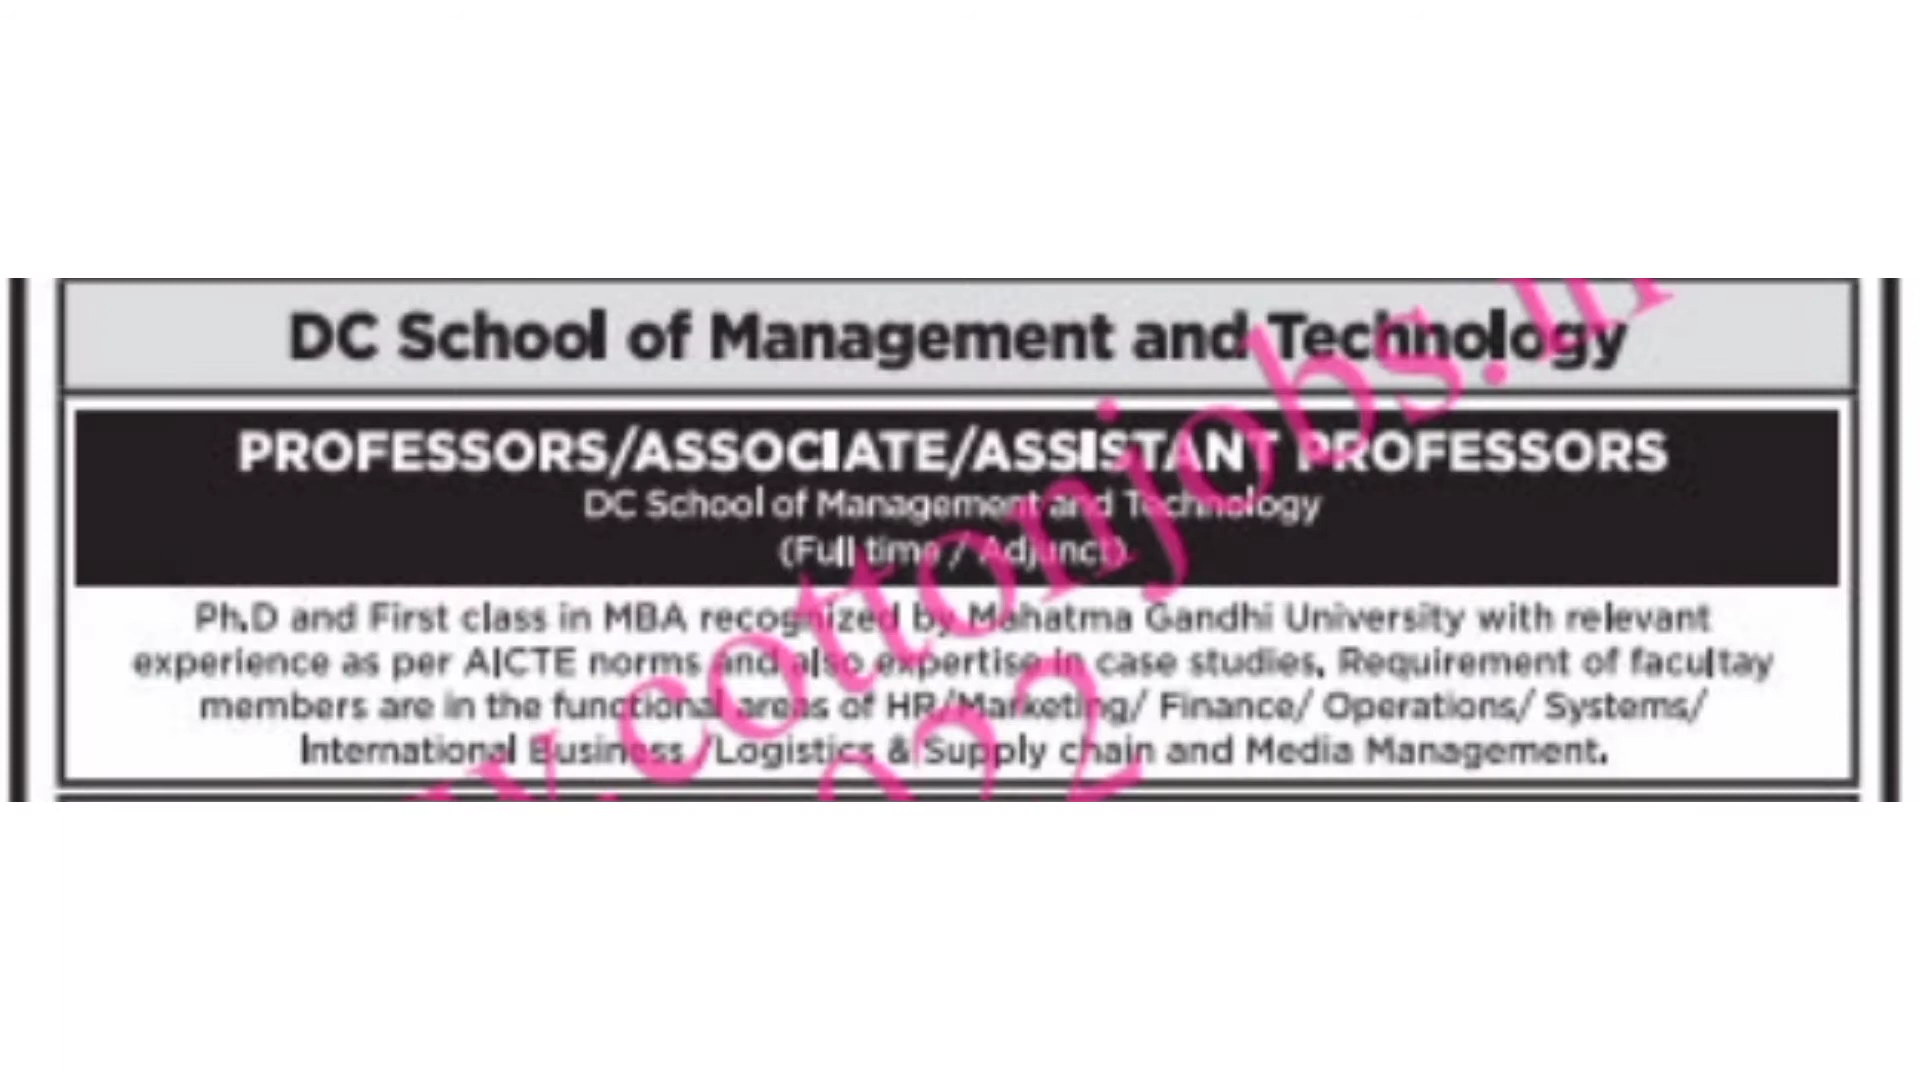 DC School of Management and Technology
PROFESSORS/ASSOCIATE/ASSISTANT PROFESSORS
DC School of Management and Technology
(Full time / Adjunct)
Ph.D and First class in MBA recognized by Mahatma Gandhi University with relevant
experience as per AICTE norms and also expertise in case studies. Requirement of facultay
members are in the functional areas of HR/Marketing/ Finance/ Operations/ Systems/
International Business /Logistics & Supply chain and Media Management.
cottonjobs.in